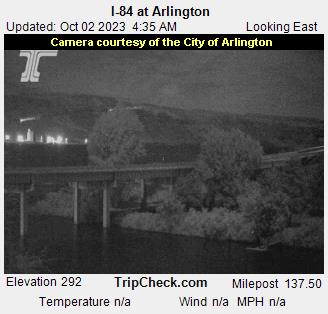 I-84 at Arlington
Updated: Oct 02 2023 4:35 AM Looking East
Camera courtesy of the City of Arlington
Elevation 292 TripCheck.com Milepost 137.50
Temperature n/a Wind n/a MPH n/a